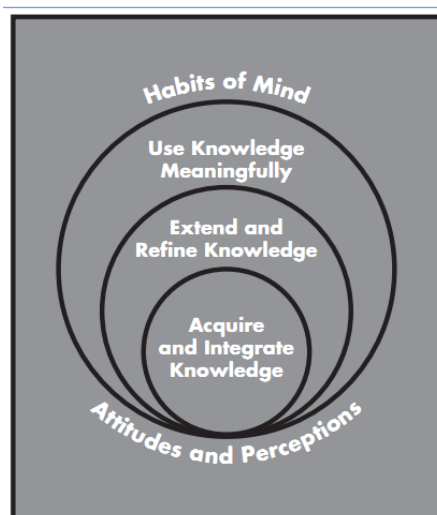 Habits of Mind
Use Knowledge
Meaningfully
Extend and
Refine Knowledge
Acquire
and Integrate
Knowledge
Attitudes and Perceptions